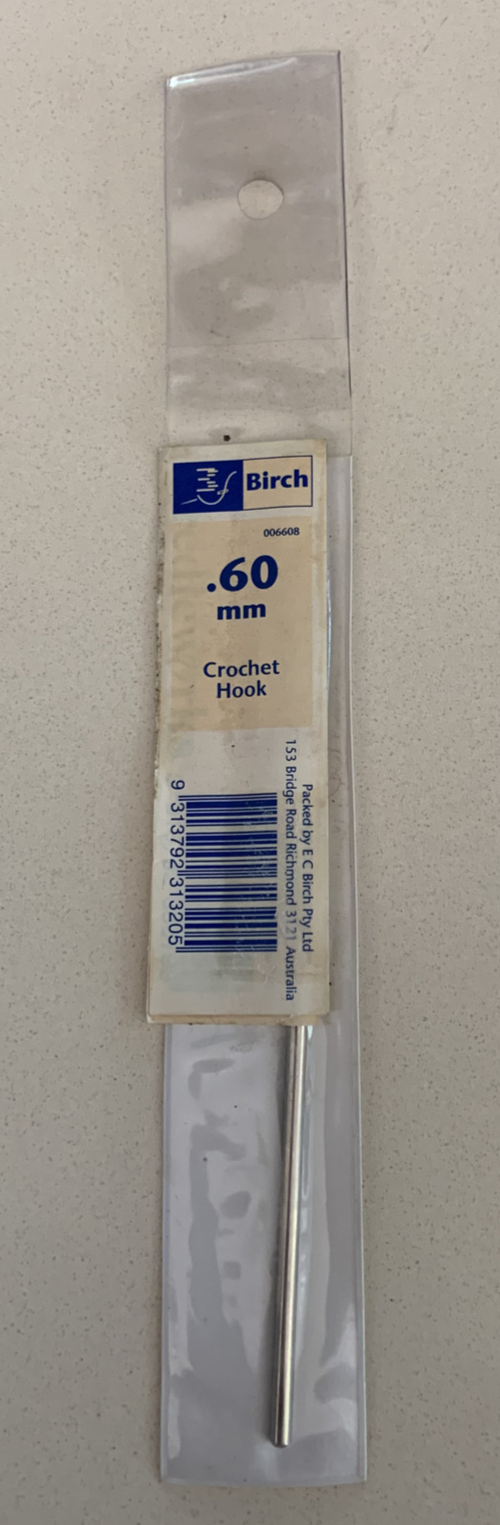 Birch
006608
.60
mm
Crochet
Hook
Packed by E C Birch Pty Ltd
153 Bridge Road Richmond 3121 Australia
9 313792 313205